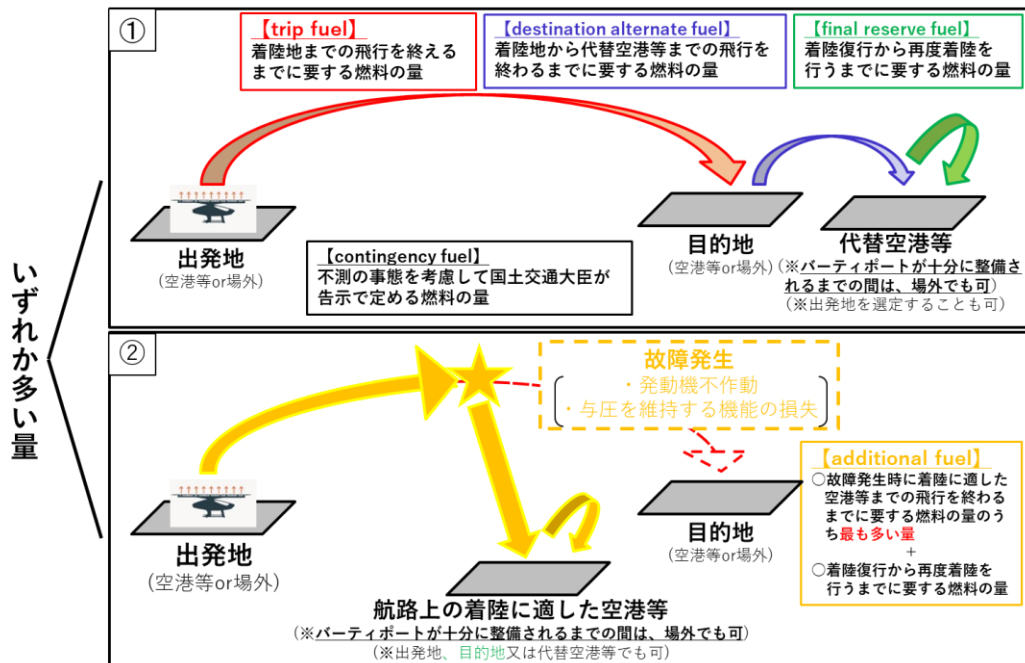 いずれか多い量
①
【trip fuel】
着陸地までの飛行を終える
までに要する燃料の量
【destination alternate fuel】
着陸地から代替空港等までの飛行を
終わるまでに要する燃料の量
【final reserve fuel】
着陸復行から再度着陸を
行うまでに要する燃料の量
出発地
(空港等or場外)
【contingency fuel】
不測の事態を考慮して国土交通大臣が
告示で定める燃料の量
目的地
(空港等or場外)
代替空港等
(※バーティポートが十分に整備さ
れるまでの間は、場外でも可)
(※出発地を選定することも可)
②
故障発生
・発動機不作動
・与圧を維持する機能の損失
出発地
(空港等or場外)
目的地
(空港等or場外)
航路上の着陸に適した空港等
(※バーティポートが十分に整備されるまでの間は、場外でも可)
(※出発地、目的地又は代替空港等でも可)
【additional fuel】
○故障発生時に着陸に適した
空港等までの飛行を終わる
までに要する燃料の量のう
ち最も多い量
+
○着陸復行から再度着陸を
行うまでに要する燃料の量